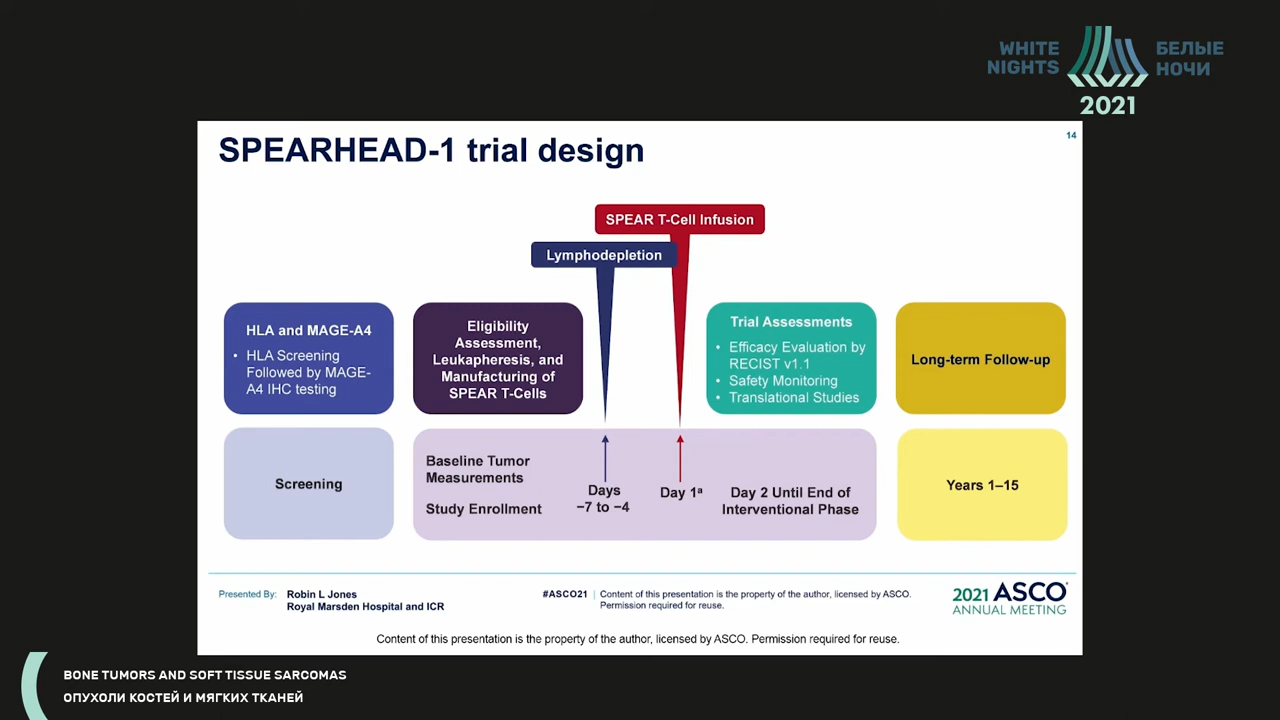 WHITE
NIGHTS
БЕЛЫЕ
НОЧИ
2021
SPEARHEAD-1 trial design
14
SPEAR T-Cell Infusion
Lymphodepletion
HLA and MAGE-A4
• HLA Screening
Followed by MAGE-
A4 IHC testing
Eligibility
Assessment,
Leukapheresis, and
Manufacturing of
SPEAR T-Cells
Trial Assessments
• Efficacy Evaluation by
RECIST v1.1
• Safety Monitoring
• Translational Studies
Long-term Follow-up
Screening
Baseline Tumor
Measurements
Study Enrollment
Days
−7 to −4
Day 1ª
Day 2 Until End of
Interventional Phase
Years 1–15
Presented By: Robin L Jones
Royal Marsden Hospital and ICR
#ASCO21 | Content of this presentation is the property of the author, licensed by ASCO.
Permission required for reuse.
2021 ASCO®
ANNUAL MEETING
Content of this presentation is the property of the author, licensed by ASCO. Permission required for reuse.
BONE TUMORS AND SOFT TISSUE SARCOMAS
ОПУХОЛИ КОСТЕЙ И МЯГКИХ ТКАНЕЙ